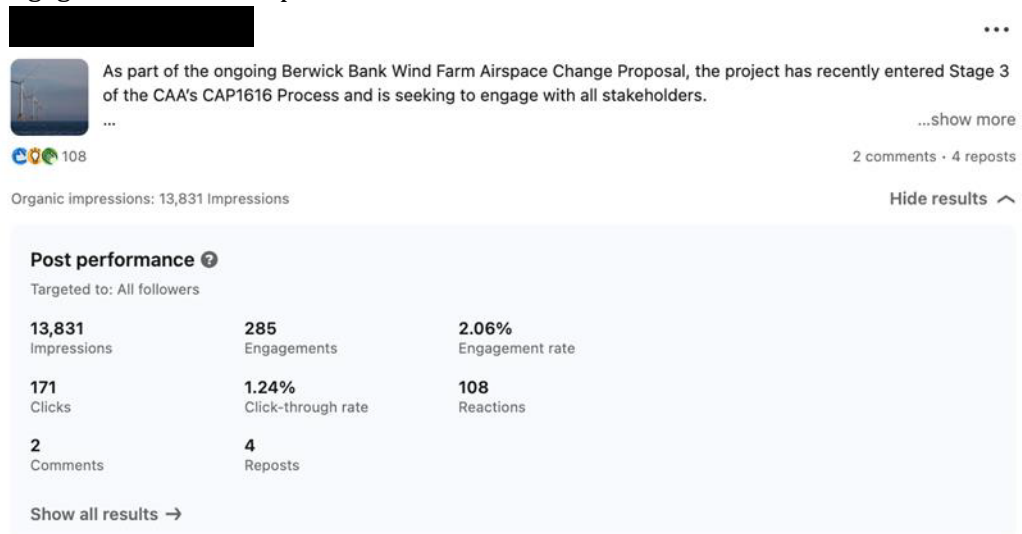 ...
As part of the ongoing Berwick Bank Wind Farm Airspace Change Proposal, the project has recently entered Stage 3
of the CAA's CAP1616 Process and is seeking to engage with all stakeholders.
...
...show more
108
2 comments · 4 reposts
Organic impressions: 13,831 Impressions
Hide results
Post performance ?
Targeted to: All followers
13,831 285 2.06%
Impressions Engagements Engagement rate
171 1.24% 108
Clicks Click-through rate Reactions
2 4
Comments Reposts
Show all results →